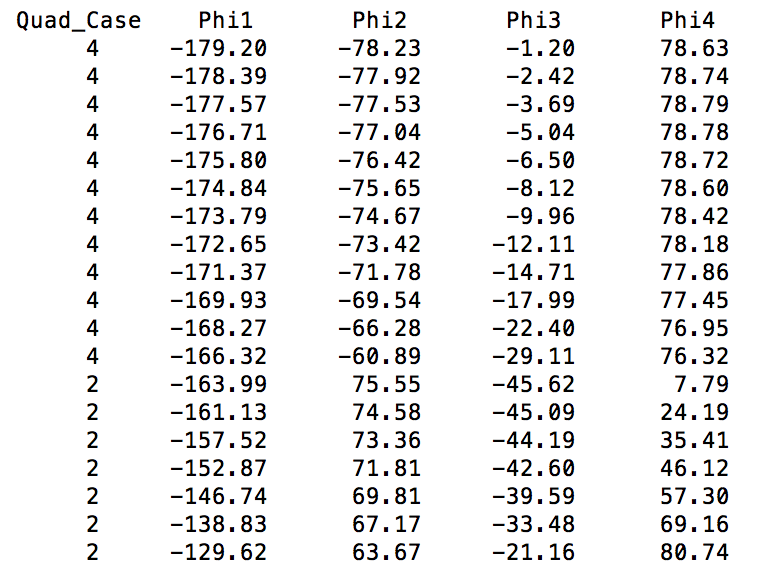 Quad_Case Phi1 Phi2 Phi3 Phi4
4 -179.20 -78.23 -1.20 78.63
4 -178.39 -77.92 -2.42 78.74
4 -177.57 -77.53 -3.69 78.79
4 -176.71 -77.04 -5.04 78.78
4 -175.80 -76.42 -6.50 78.72
4 -174.84 -75.65 -8.12 78.60
4 -173.79 -74.67 -9.96 78.42
4 -172.65 -73.42 -12.11 78.18
4 -171.37 -71.78 -14.71 77.86
4 -169.93 -69.54 -17.99 77.45
4 -168.27 -66.28 -22.40 76.95
4 -166.32 -60.89 -29.11 76.32
2 -163.99 75.55 -45.62 7.79
2 -161.13 74.58 -45.09 24.19
2 -157.52 73.36 -44.19 35.41
2 -152.87 71.81 -42.60 46.12
2 -146.74 69.81 -39.59 57.30
2 -138.83 67.17 -33.48 69.16
2 -129.62 63.67 -21.16 80.74